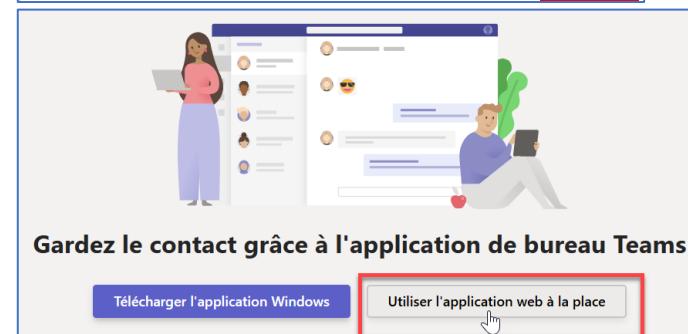 Gardez le contact grâce à l'application de bureau Teams
Télécharger l'application Windows
Utiliser l'application web à la place